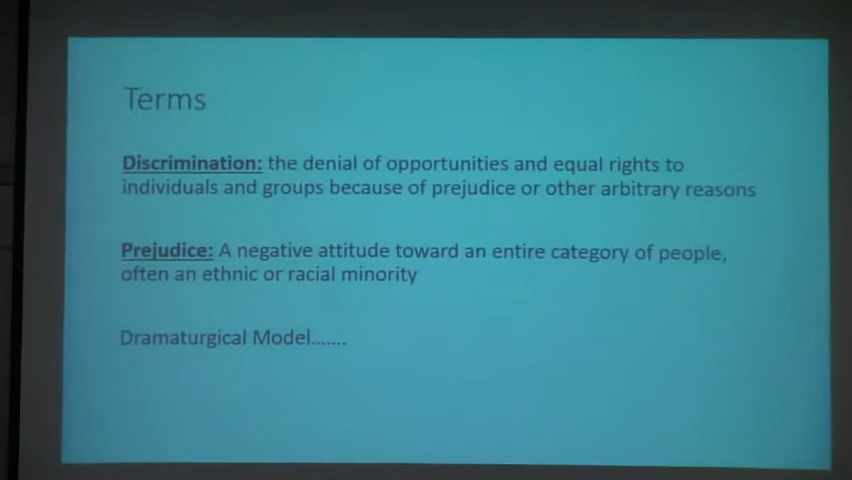 Terms
Discrimination: the denial of opportunities and equal rights to
individuals and groups because of prejudice or other arbitrary reasons
Prejudice: A negative attitude toward an entire category of people,
often an ethnic or racial minority
Dramaturgical Model.......